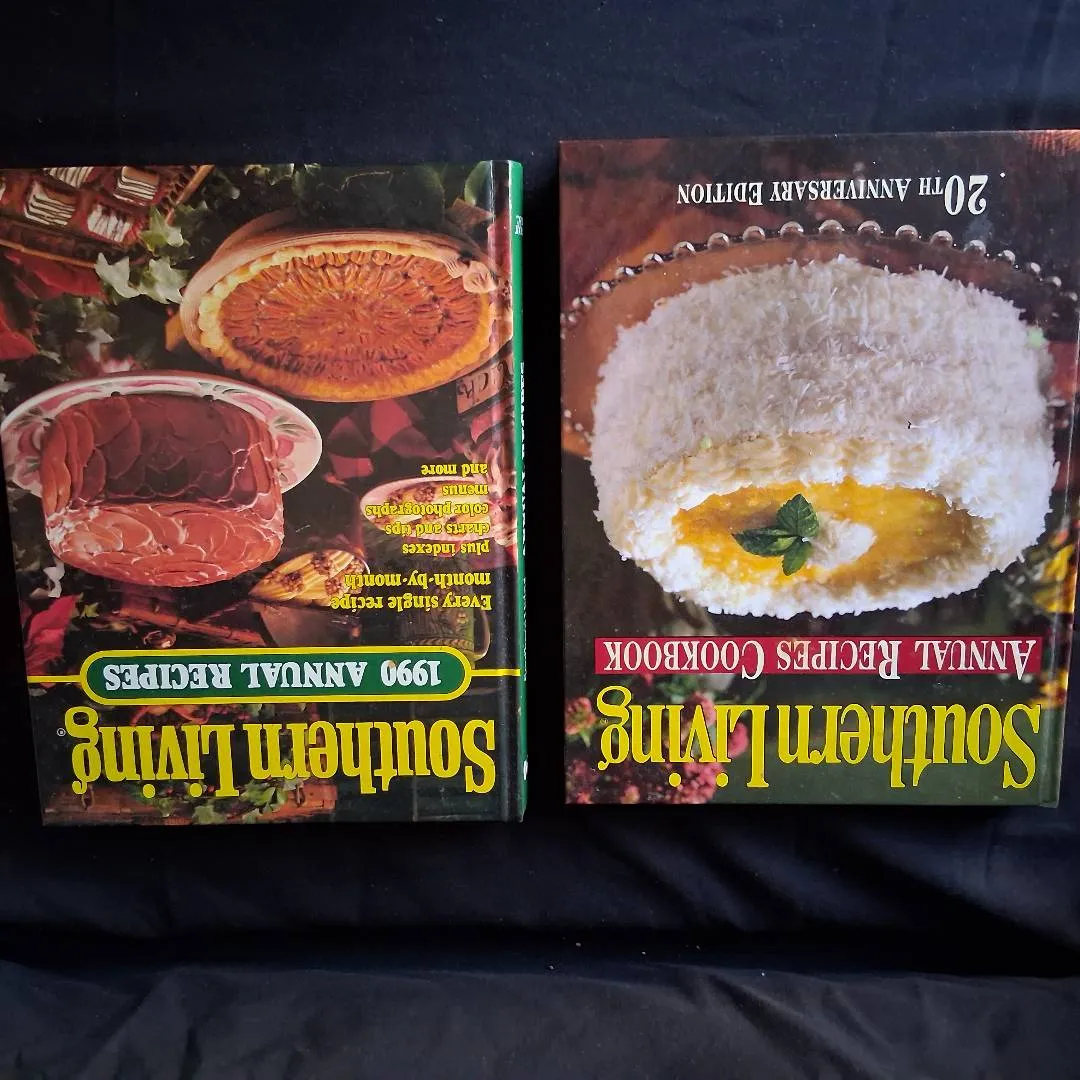 Southern Living®
1990 ANNUAL RECIPES
Every single recipe
month-by-month
plus indexes
charts and tips
color photographs
menus
and more
Southern Living
ANNUAL RECIPES COOKBOOK
20TH ANNIVERSARY EDITION